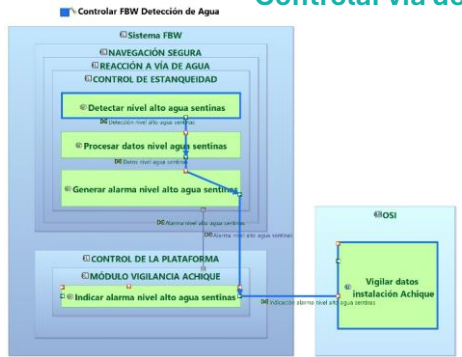 Controlar FBW Detección de Agua
Controlar vía de
Sistema FBW
NAVEGACIÓN SEGURA
REACCIÓN A VÍA DE AGUA
CONTROL DE ESTANQUEIDAD
Detectar nivel alto agua sentinas
Detección nivel alto agua sentinas
Procesar datos nivel agua sentinas
Datos nivel agua sentinas
Generar alarma nivel alto agua sentinas
Alarma nivel alto agua sentinas
Alarma nivel alto agua sentinas
OSI
CONTROL DE LA PLATAFORMA
MÓDULO VIGILANCIA ACHIQUE
Indicar alarma nivel alto agua sentinas
Vigilar datos
instalación Achique
Indicación alarma nivel alto agua sentinas